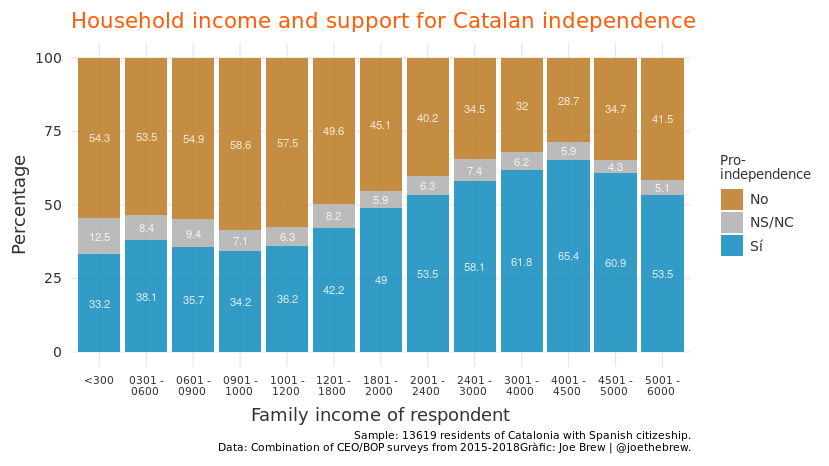 Household income and support for Catalan independence
100
75
50
25
0
Percentage
54.3 53.5 54.9 58.6 57.5 49.6 45.1 40.2 34.5 32 28.7 34.7 41.5
12.5 8.4 9.4 7.1 6.3 8.2 5.9 6.3 7.4 6.2 5.9 4.3 5.1
33.2 38.1 35.7 34.2 36.2 42.2 49 53.5 58.1 61.8 65.4 60.9 53.5
<300 0301 - 0601 - 0901 - 1001 - 1201 - 1801 - 2001 - 2401 - 3001 - 4001 - 4501 - 5001 -
0600 0900 1000 1200 1800 2000 2400 3000 4000 4500 5000 6000
Family income of respondent
Pro-
independence
No
NS/NC
Sí
Sample: 13619 residents of Catalonia with Spanish citizeship.
Data: Combination of CEO/BOP surveys from 2015-2018Gràfic: Joe Brew | @joethebrew.